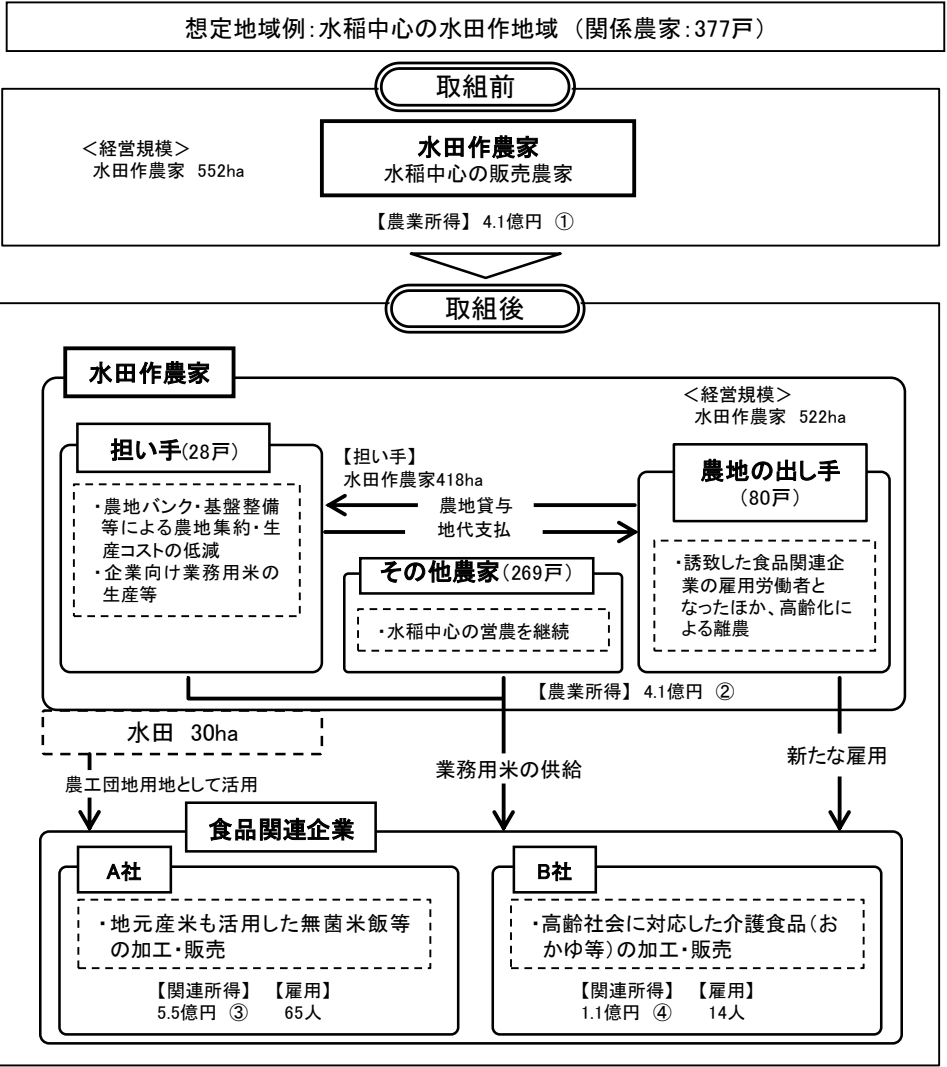 想定地域例:水稲中心の水田作地域 (関係農家:377戸)
取組前
<経営規模>
水田作農家 552ha
水田作農家
水稲中心の販売農家
【農業所得】 4.1億円 ①
取組後
水田作農家
<経営規模>
水田作農家 522ha
担い手(28戸)
・農地バンク・基盤整備
等による農地集約・生
産コストの低減
・企業向け業務用米の
生産等
【担い手】
水田作農家418ha
農地貸与
地代支払
農地の出し手
(80戸)
・誘致した食品関連企
業の雇用労働者と
なったほか、高齢化に
よる離農
その他農家(269戸)
・水稲中心の営農を継続
【農業所得】 4.1億円 ②
水田 30ha
農工団地用地として活用
業務用米の供給
新たな雇用
食品関連企業
A社
・地元産米も活用した無菌米飯等
の加工・販売
【関連所得】 【雇用】
5.5億円 ③ 65人
B社
・高齢社会に対応した介護食品(お
かゆ等)の加工・販売
【関連所得】 【雇用】
1.1億円 ④ 14人